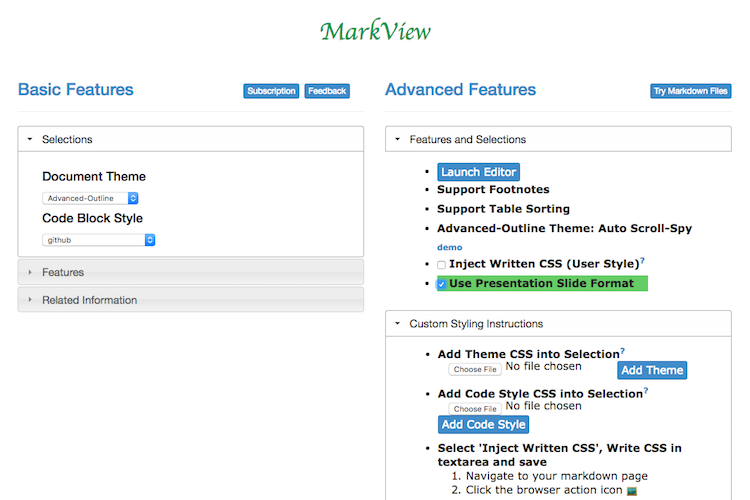 MarkView
Basic Features
Subscription
Feedback
Selections
Document Theme
Advanced-Outline
Code Block Style
github
Features
Related Information
Advanced Features
Try Markdown Files
Features and Selections
Launch Editor
Support Footnotes
Support Table Sorting
Advanced-Outline Theme: Auto Scroll-Spy
demo
Inject Written CSS (User Style)?
Use Presentation Slide Format
Custom Styling Instructions
Add Theme CSS into Selection?
Choose File No file chosen
Add Theme
Add Code Style CSS into Selection?
Choose File No file chosen
Add Code Style
Select 'Inject Written CSS', Write CSS in
textarea and save
1. Navigate to your markdown page
2. Click the browser action icon